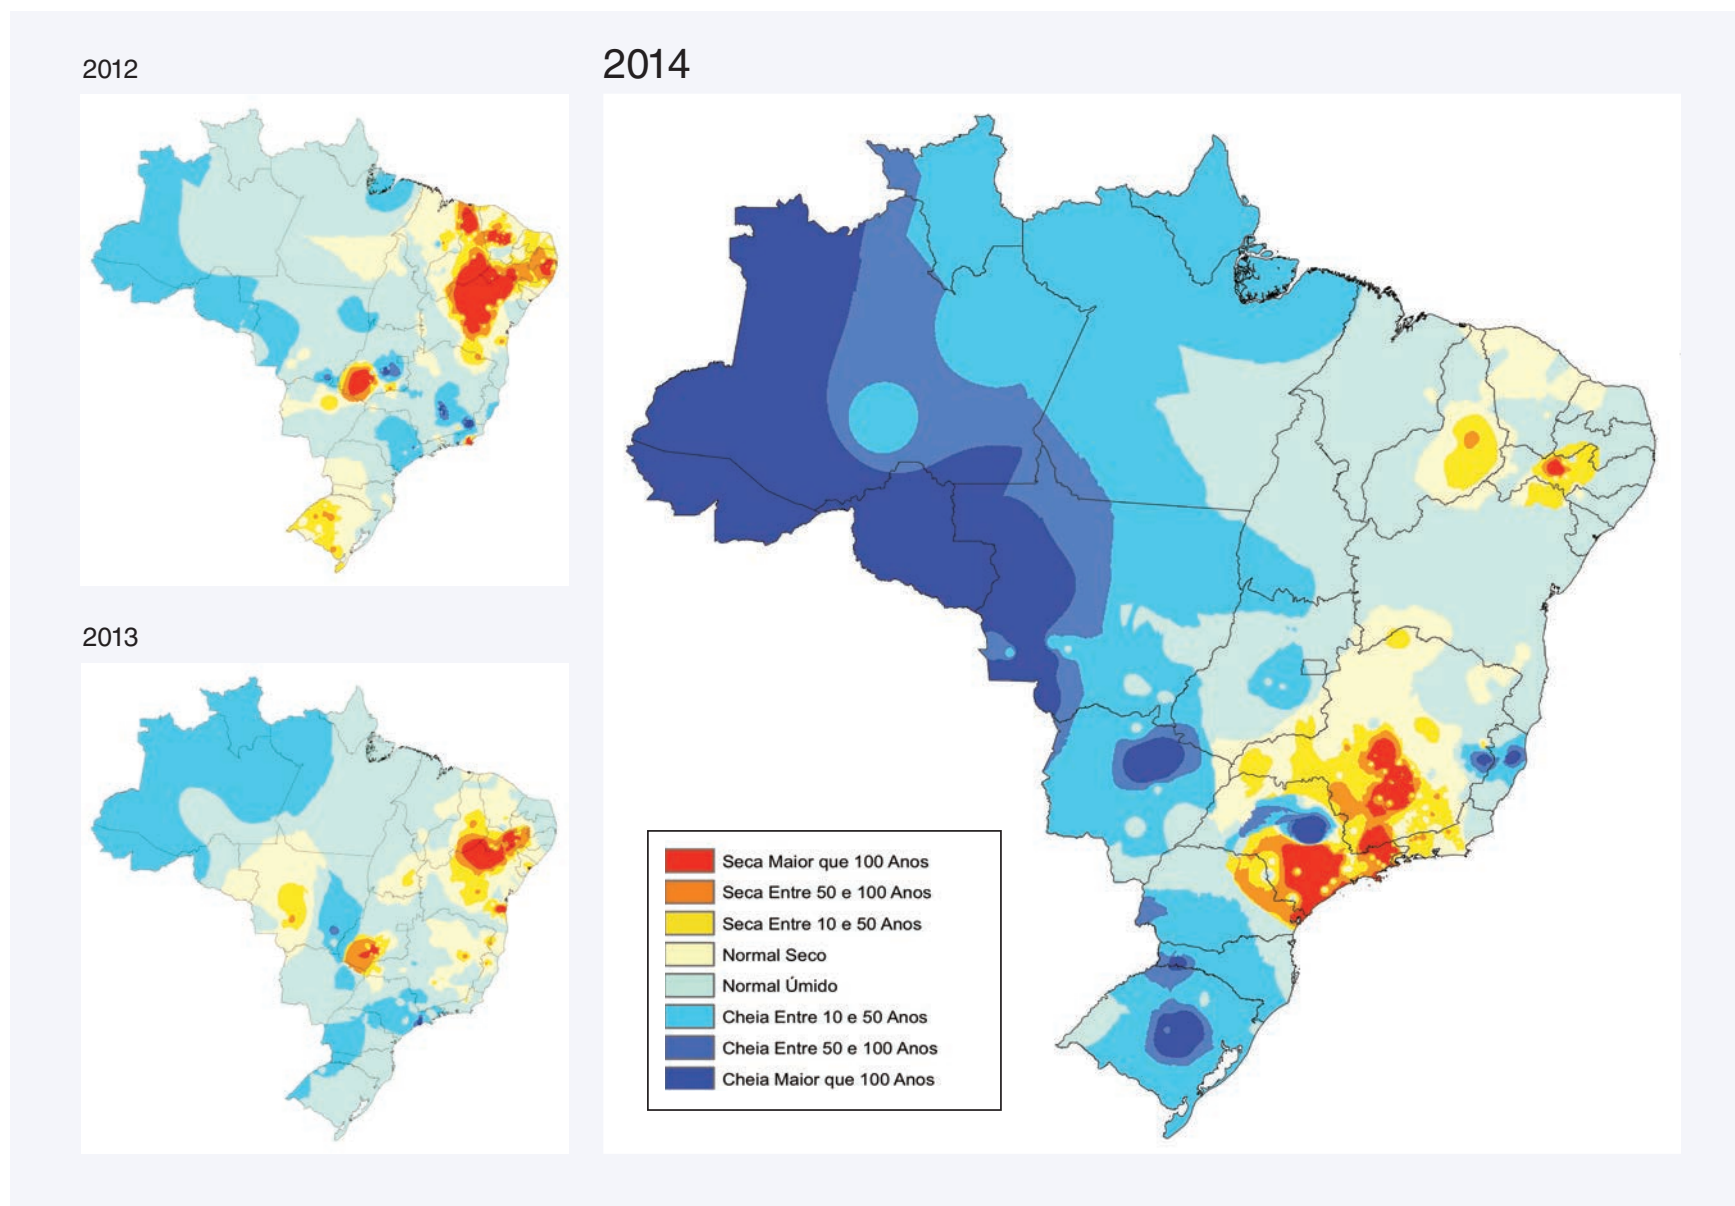 2012
2014
2013
Seca Maior que 100 Anos
Seca Entre 50 e 100 Anos
Seca Entre 10 e 50 Anos
Normal Seco
Normal Úmido
Cheia Entre 10 e 50 Anos
Cheia Entre 50 e 100 Anos
Cheia Maior que 100 Anos